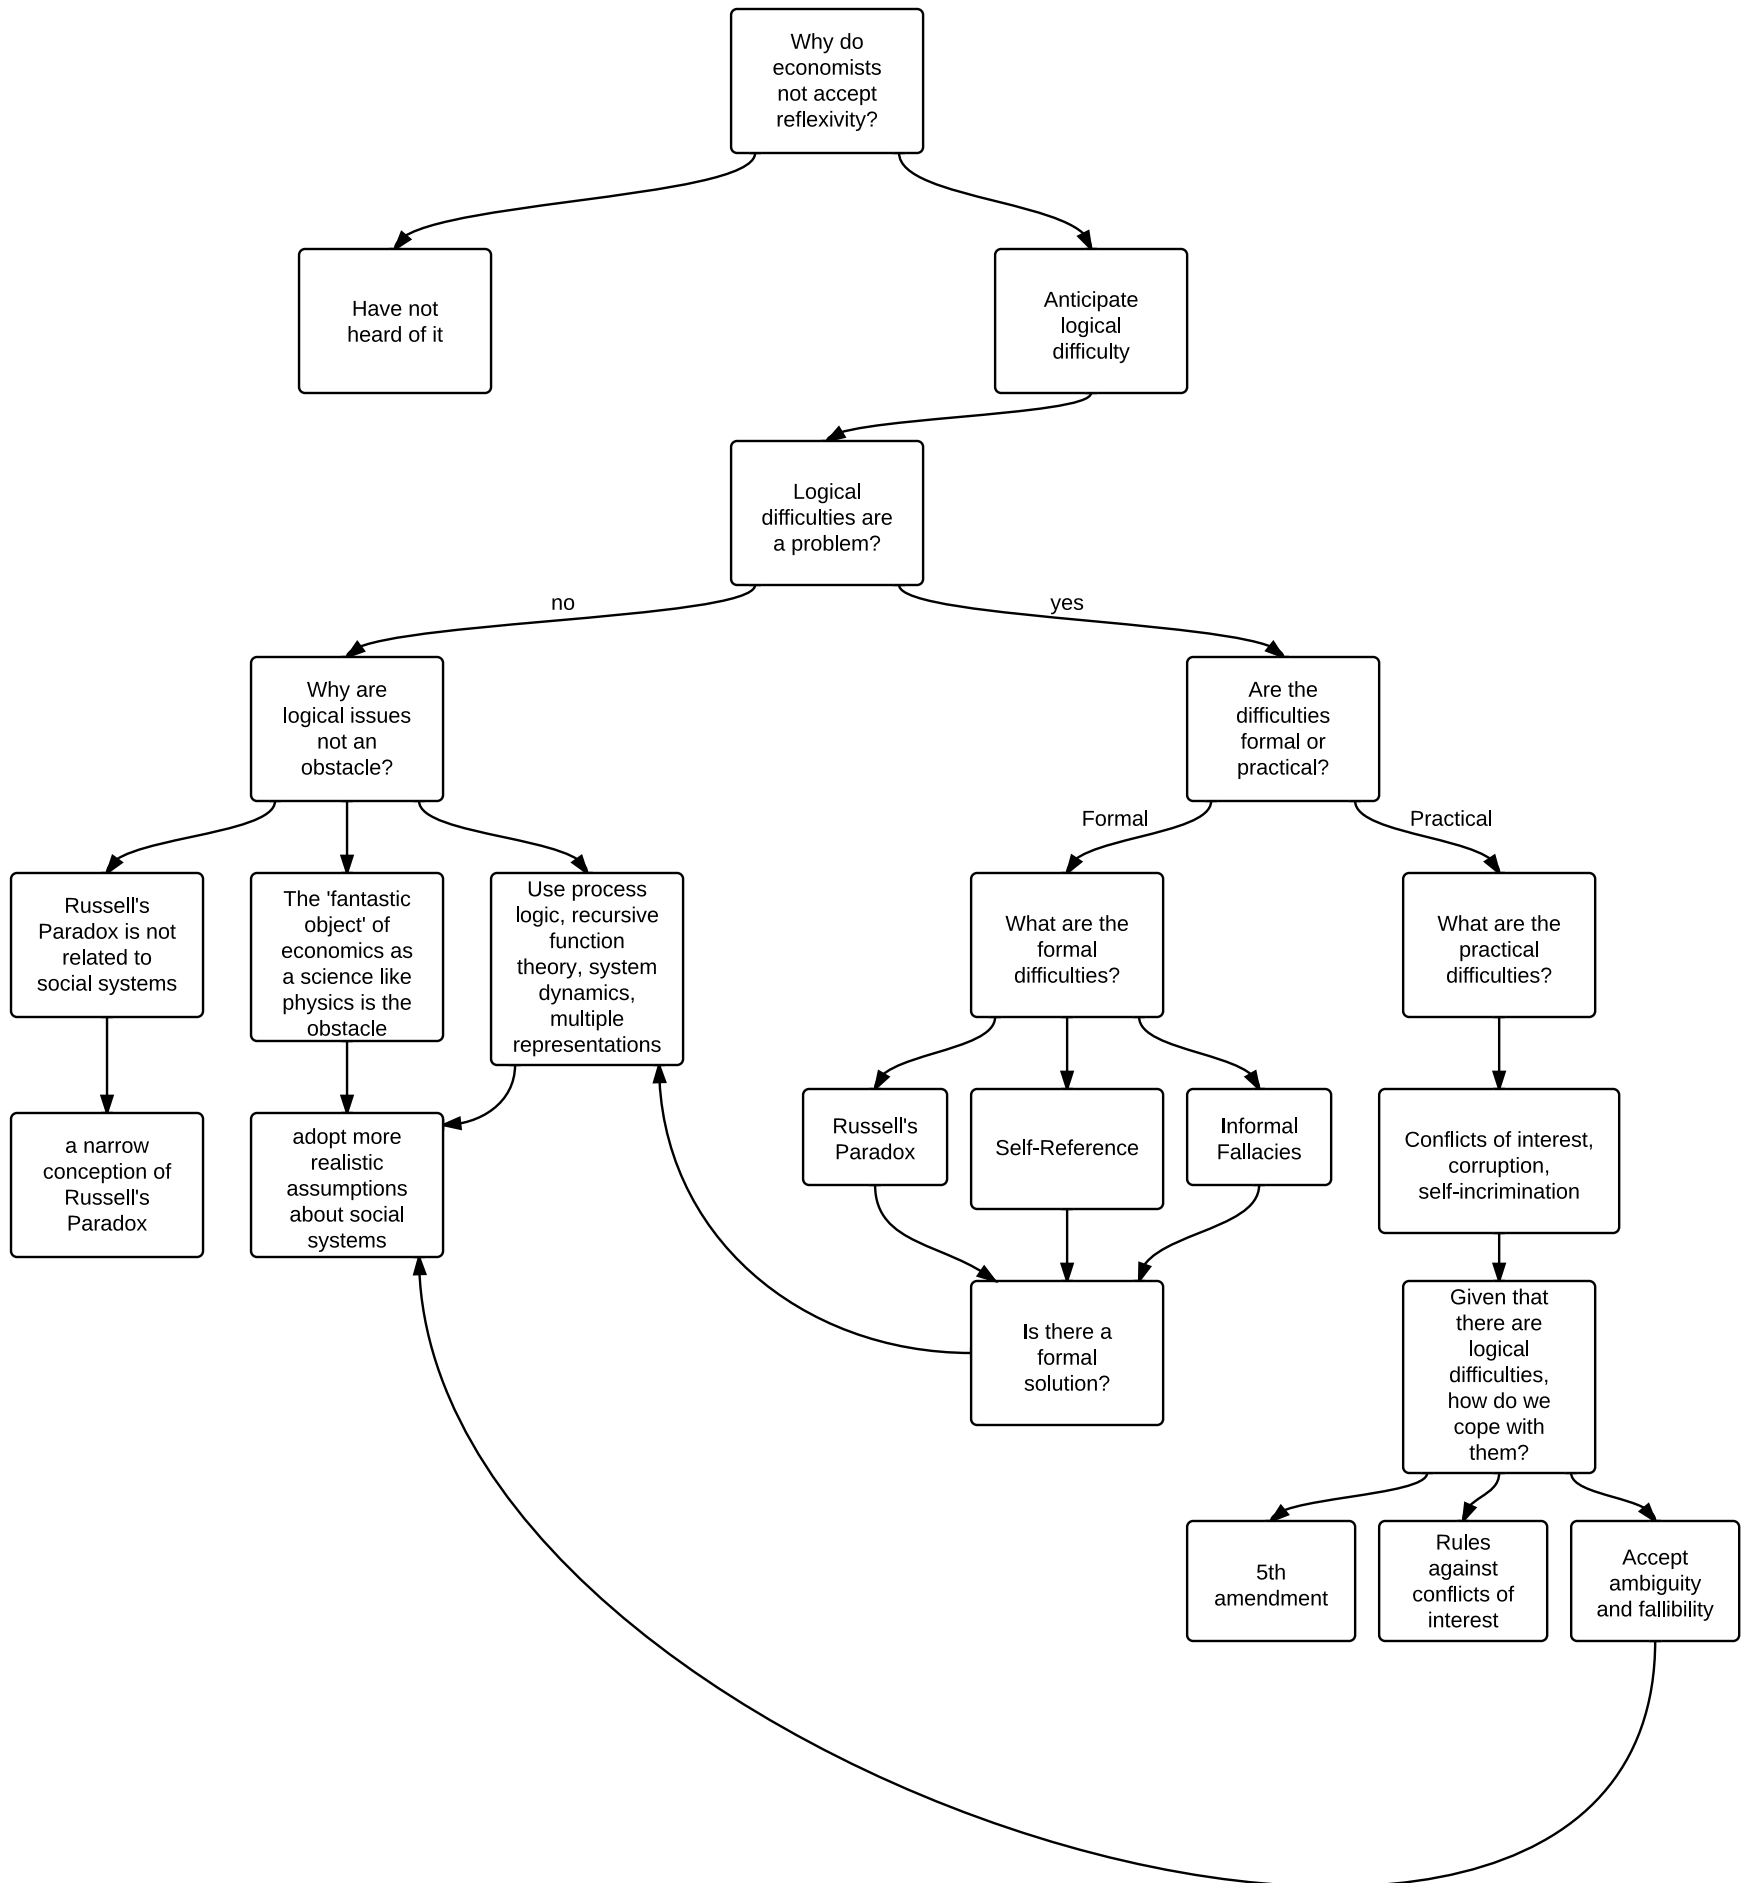 Why do
economists
not accept
reflexivity?
Have not
heard of it
Anticipate
logical
difficulty
Logical
difficulties are
a problem?
no
yes
Why are
logical issues
not an
obstacle?
Are the
difficulties
formal or
practical?
Formal
Practical
Russell's
Paradox is not
related to
social systems
The 'fantastic
object' of
economics as
a science like
physics is the
obstacle
Use process
logic, recursive
function
theory, system
dynamics,
multiple
representations
What are the
formal
difficulties?
What are the
practical
difficulties?
a narrow
conception of
Russell's
Paradox
adopt more
realistic
assumptions
about social
systems
Russell's
Paradox
Self-Reference
Informal
Fallacies
Conflicts of interest,
corruption,
self-incrimination
Is there a
formal
solution?
Given that
there are
logical
difficulties,
how do we
cope with
them?
5th
amendment
Rules
against
conflicts of
interest
Accept
ambiguity
and fallibility